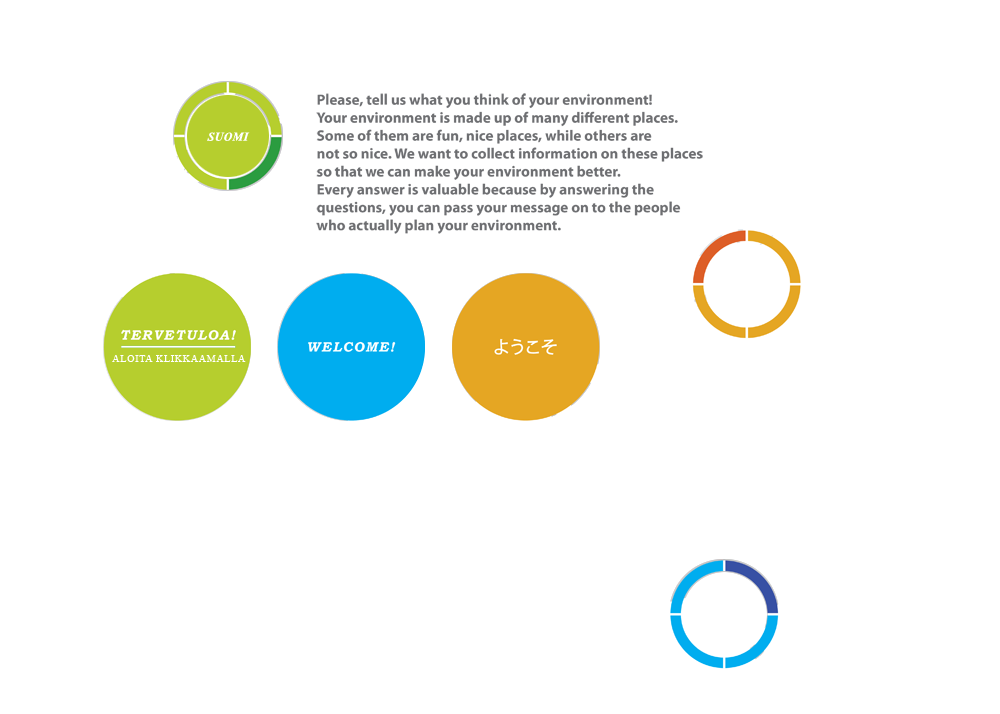 SUOMI
Please, tell us what you think of your environment!
Your environment is made up of many different places.
Some of them are fun, nice places, while others are
not so nice. We want to collect information on these places
so that we can make your environment better.
Every answer is valuable because by answering the
questions, you can pass your message on to the people
who actually plan your environment.
TERVETULOA!
ALOITA KLIKKAAMALLA
WELCOME!
ようこそ